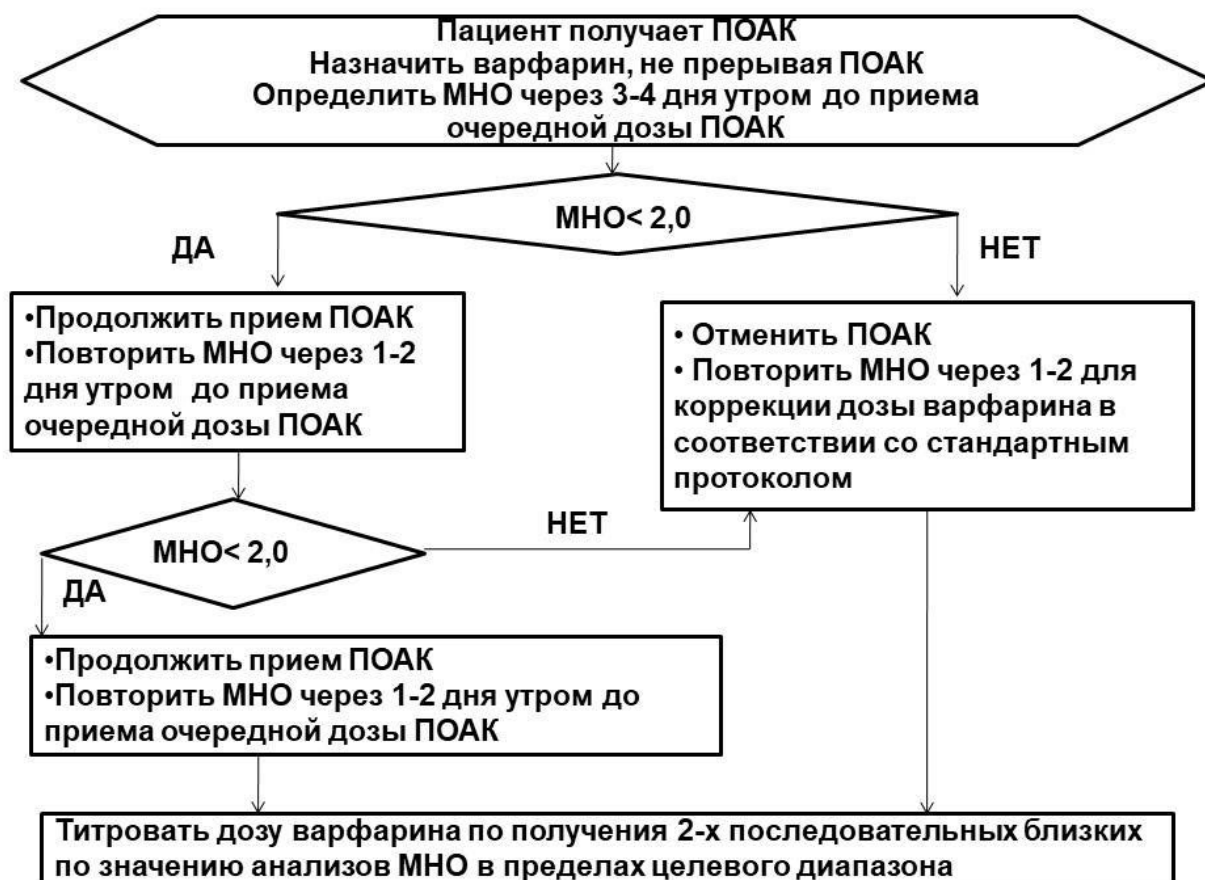 Пациент получает ПОАК
Назначить варфарин, не прерывая ПОАК
Определить МНО через 3-4 дня утром до приема
очередной дозы ПОАК
МНО< 2,0
ДА
НЕТ
•Продолжить прием ПОАК
•Повторить МНО через 1-2
дня утром до приема
очередной дозы ПОАК
• Отменить ПОАК
• Повторить МНО через 1-2 для
коррекции дозы варфарина в
соответствии со стандартным
протоколом
МНО< 2,0
НЕТ
ДА
•Продолжить прием ПОАК
•Повторить МНО через 1-2 дня утром до
приема очередной дозы ПОАК
Титровать дозу варфарина по получения 2-х последовательных близких
по значению анализов МНО в пределах целевого диапазона